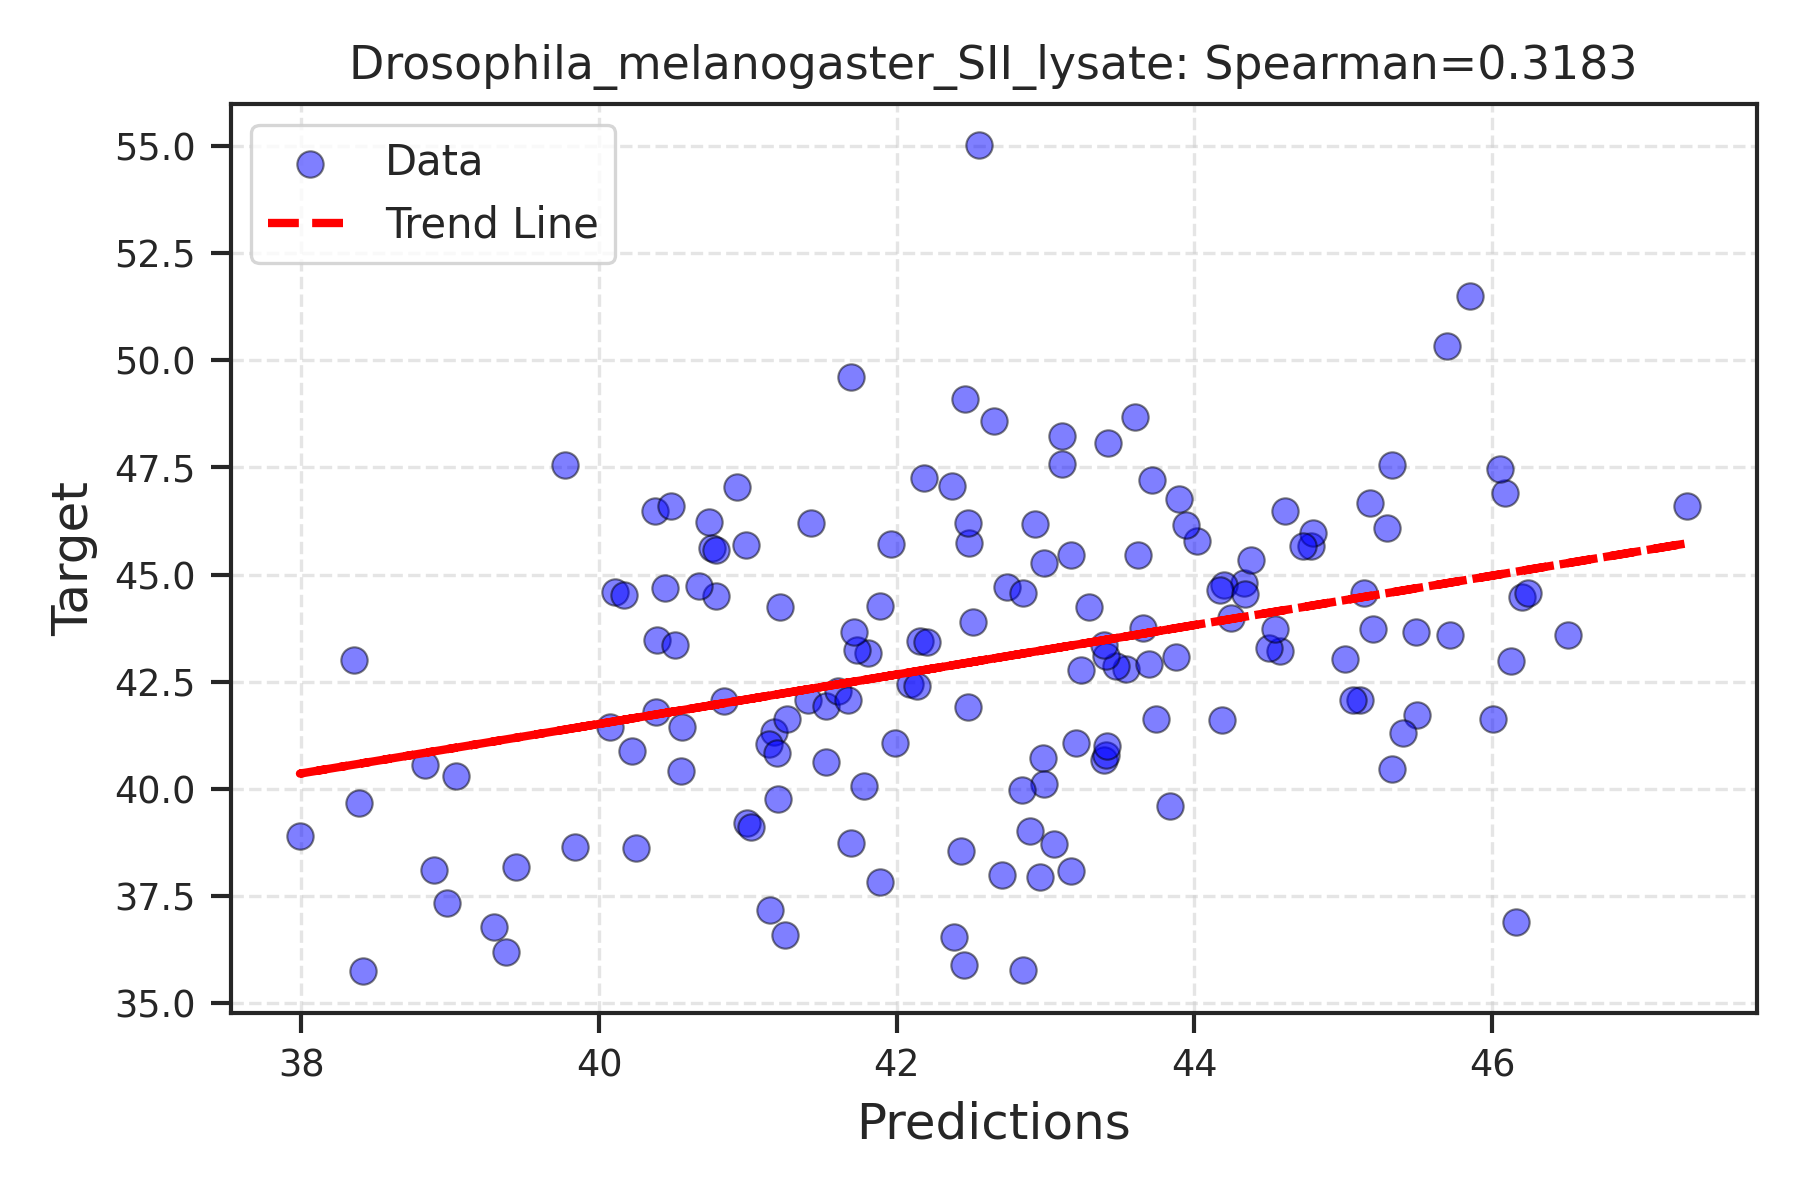 Drosophila_melanogaster_SII_lysate: Spearman=0.3183
Data
Trend Line
55.0
52.5
50.0
47.5
45.0
42.5
40.0
37.5
35.0
Target
38 40 42 44 46
Predictions